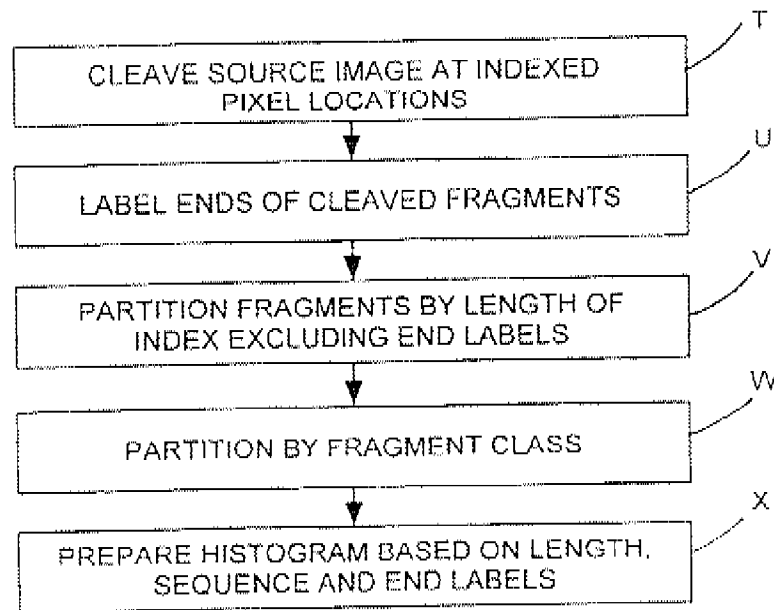 T
CLEAVE SOURCE IMAGE AT INDEXED
PIXEL LOCATIONS
U
LABEL ENDS OF CLEAVED FRAGMENTS
V
PARTITION FRAGMENTS BY LENGTH OF
INDEX EXCLUDING END LABELS
W
PARTITION BY FRAGMENT CLASS
X
PREPARE HISTOGRAM BASED ON LENGTH,
SEQUENCE AND END LABELS